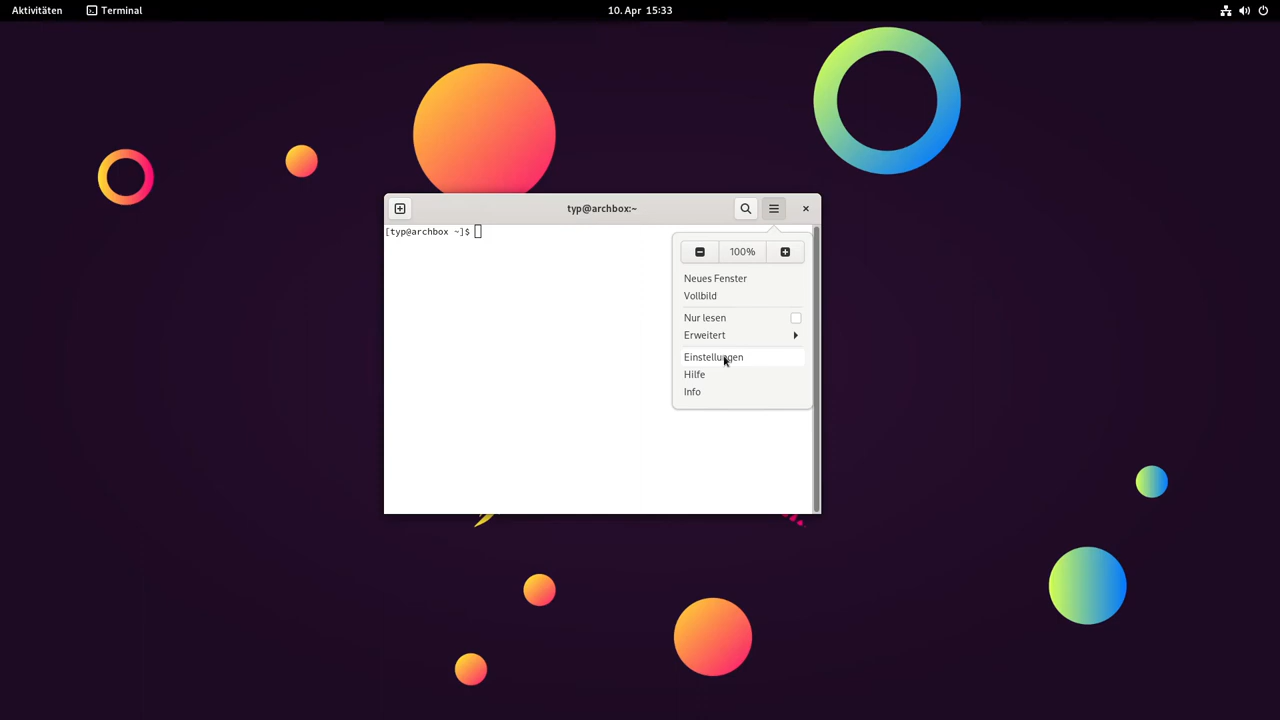 Aktivitäten Terminal 10. Apr 15:33
typ@archbox:~
[typ@archbox ~]$
100%
Neues Fenster
Vollbild
Nur lesen
Erweitert
Einstellungen
Hilfe
Info